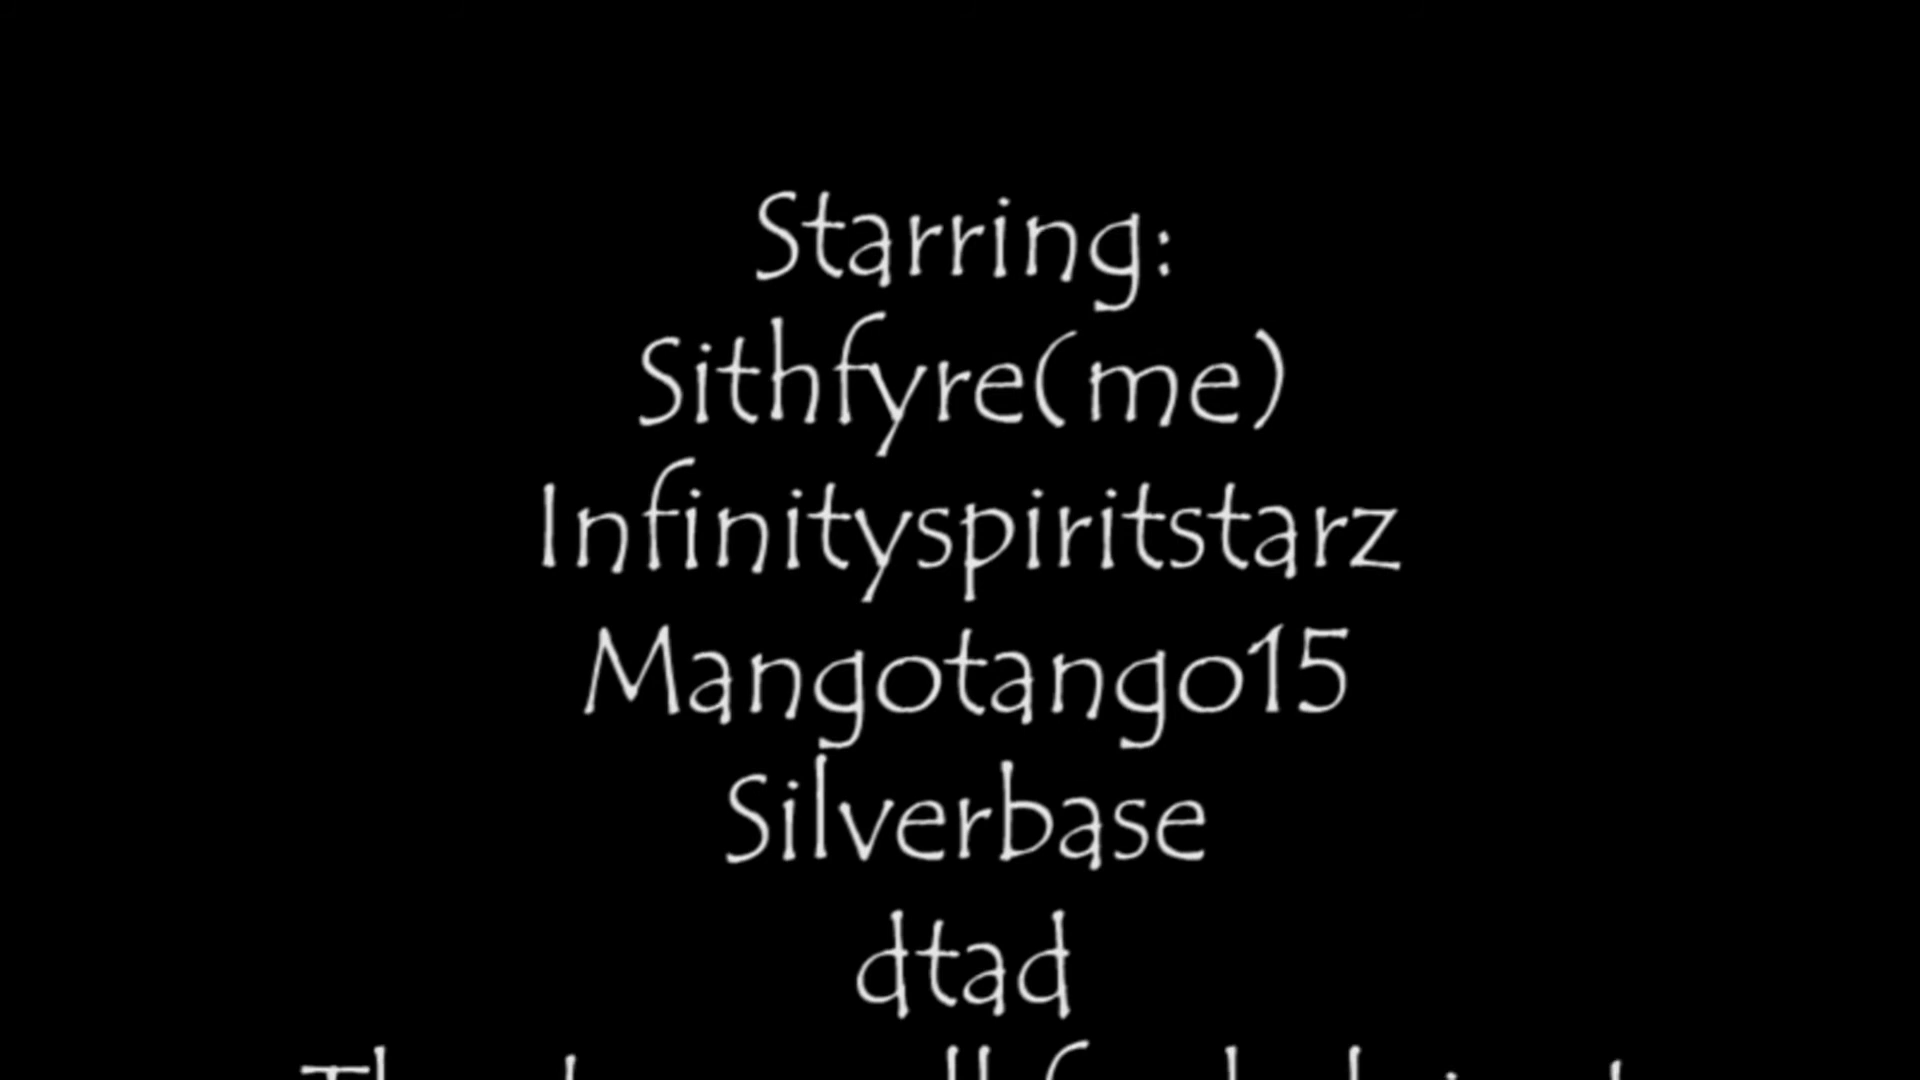 Starring:
Sithfyre(me)
Infinityspiritstarz
Mangotango15
Silverbase
dtad